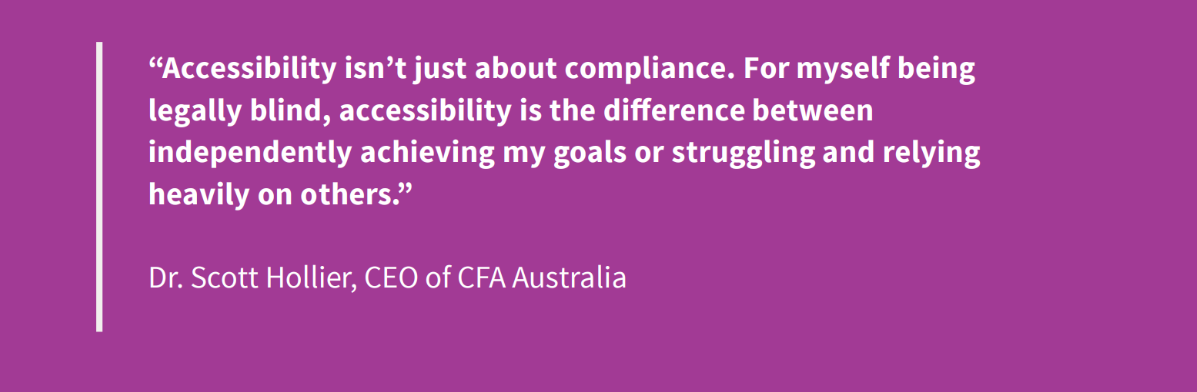 “Accessibility isn’t just about compliance. For myself being
legally blind, accessibility is the difference between
independently achieving my goals or struggling and relying
heavily on others.”
Dr. Scott Hollier, CEO of CFA Australia